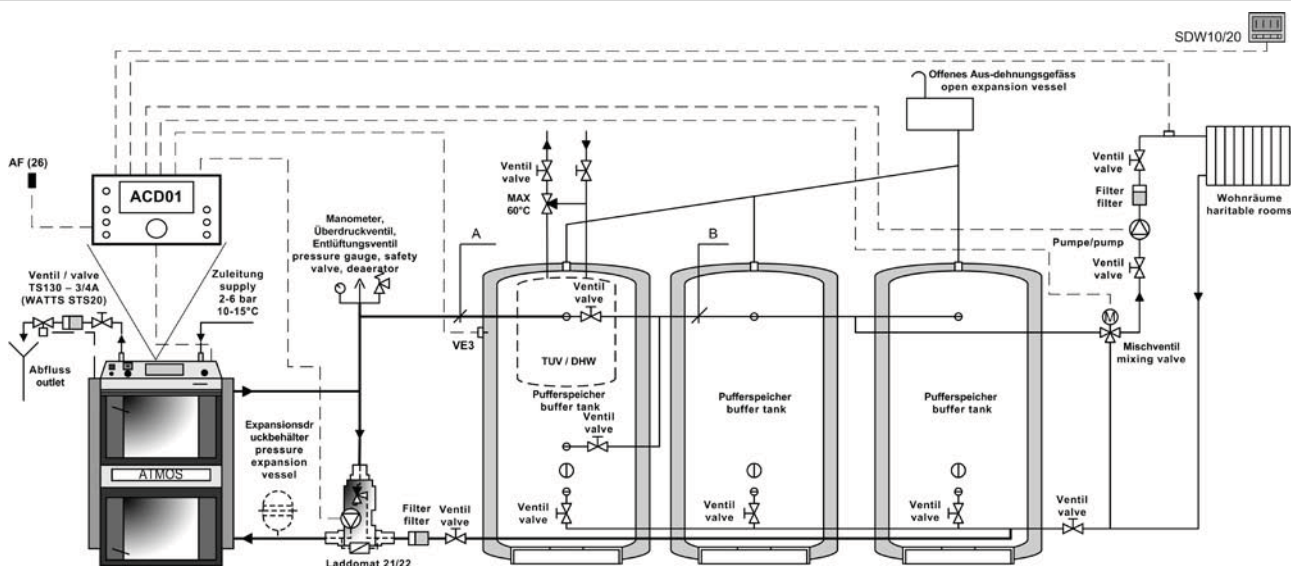 SDW10/20
Offenes Aus-dehnungsgefäss
open expansion vessel
AF (26)
ACD01
Ventil
valve
MAX
60°C
Ventil
valve
Filter
filter
Wohnräume
haritable rooms
Manometer,
Überdruckventil,
Entlüftungsventil
pressure gauge, safety
valve, deaerator
A
B
Pumpe/pump
Ventil
valve
Ventil / valve
TS130 – 3/4A
(WATTS STS20)
Zuleitung
supply
2-6 bar
10-15°C
Ventil
valve
M
VE3
TUV / DHW
Mischventil
mixing valve
Abfluss
outlet
Pufferspeicher
buffer tank
Pufferspeicher
buffer tank
Pufferspeicher
buffer tank
Ventil
valve
Expansionsdr
uckbehälter
pressure
expansion
vessel
ATMOS
Filter
filter
Ventil
valve
Ventil
valve
Ventil
valve
Ventil
valve
Ventil
valve
Laddomat 21/22